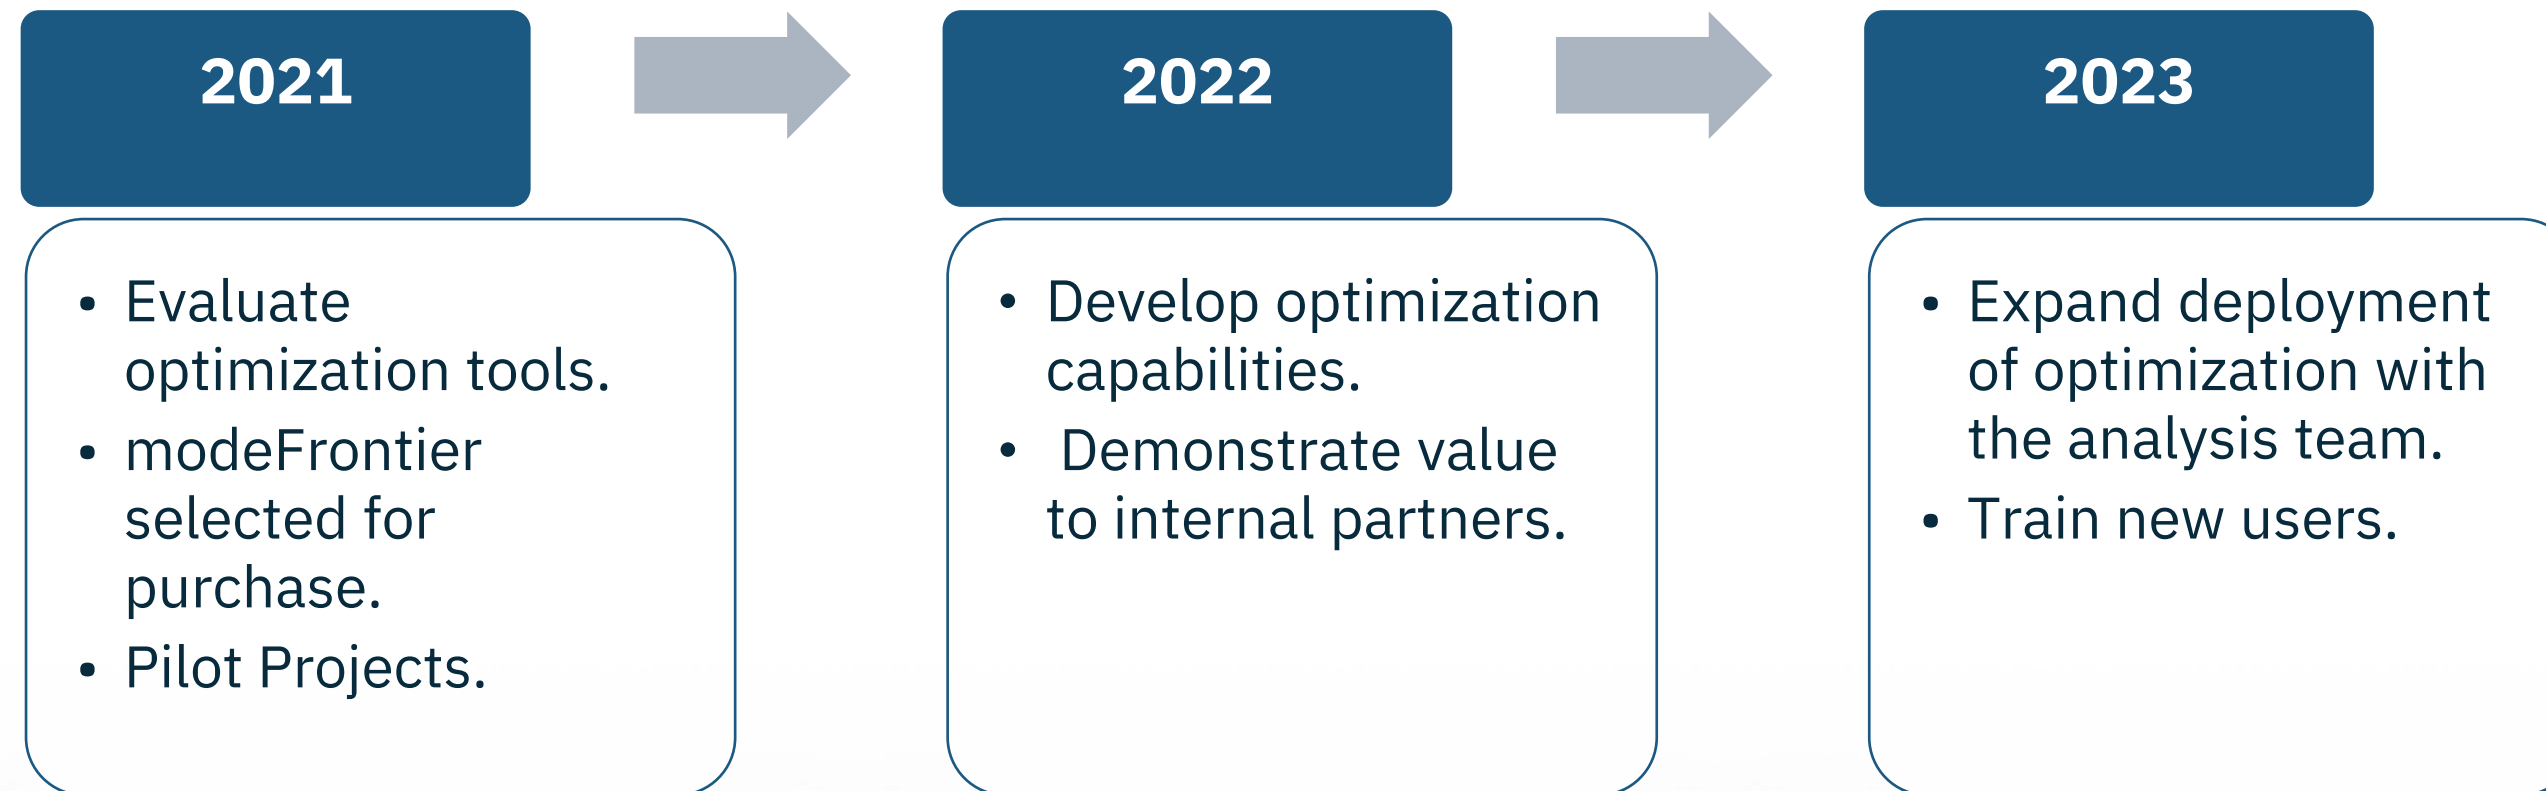 2021
• Evaluate
optimization tools.
• modeFrontier
selected for
purchase.
• Pilot Projects.
2022
• Develop optimization
capabilities.
• Demonstrate value
to internal partners.
2023
• Expand deployment
of optimization with
the analysis team.
• Train new users.